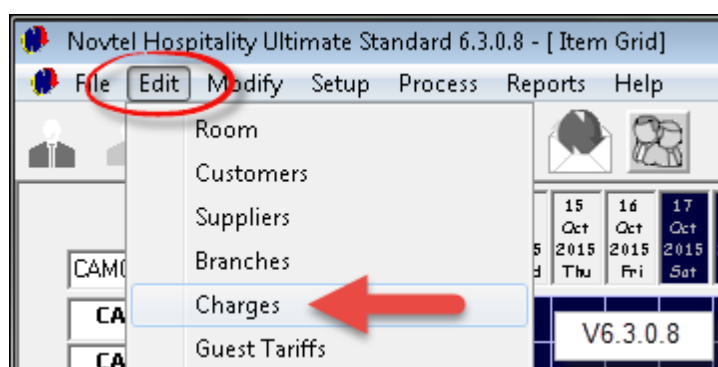 Novtel Hospitality Ultimate Standard 6.3.0.8 - [ Item Grid]
File Edit Modify Setup Process Reports Help
Room
Customers
Suppliers
Branches
Charges
Guest Tariffs
15 Oct 2015 Thu
16 Oct 2015 Fri
17 Oct 2015 Sat
V6.3.0.8